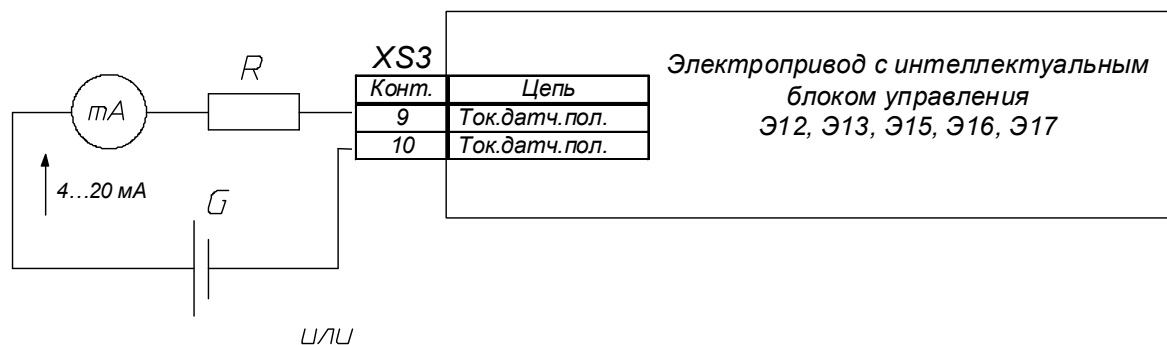 R
XS3
Конт. Цепь
9 Ток.датч.пол.
10 Ток.датч.пол.
mA
4...20 мА
G
или
Электропривод с интеллектуальным
блоком управления
Э12, Э13, Э15, Э16, Э17